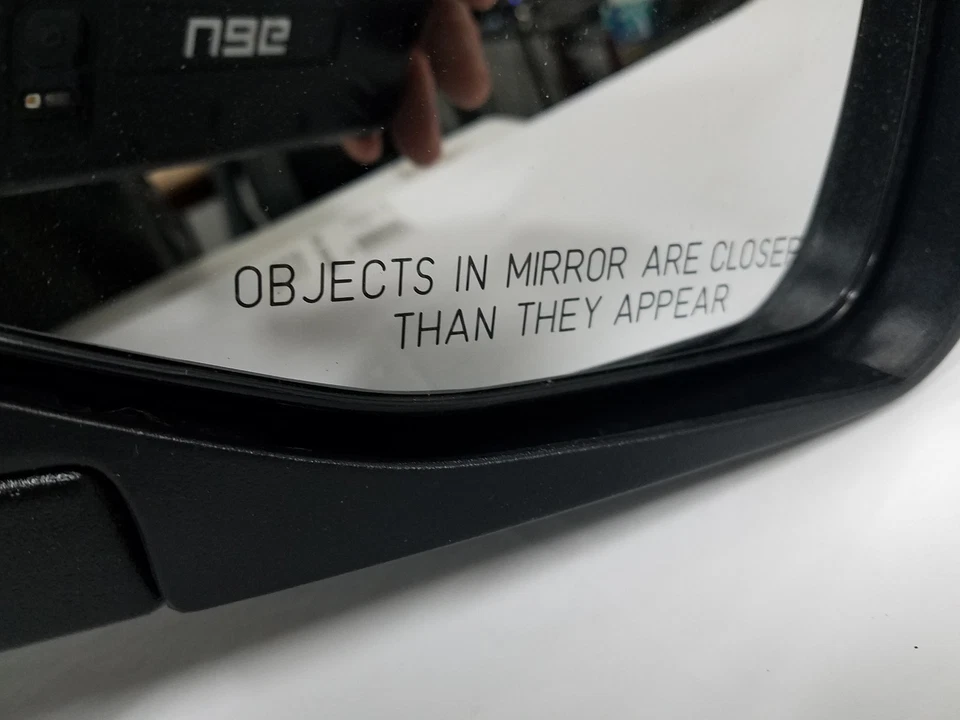 OBJECTS IN MIRROR ARE CLOSER
THAN THEY APPEAR